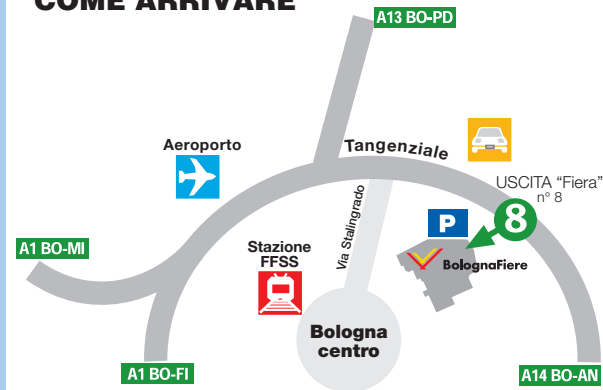 COME ARRIVARE
A13 BO-PD
Aeroporto
Tangenziale
USCITA “Fiera”
n° 8
8
P
Via Stalingrado
A1 BO-MI
Stazione
FFSS
BolognaFiere
Bologna
centro
A1 BO-FI
A14 BO-AN